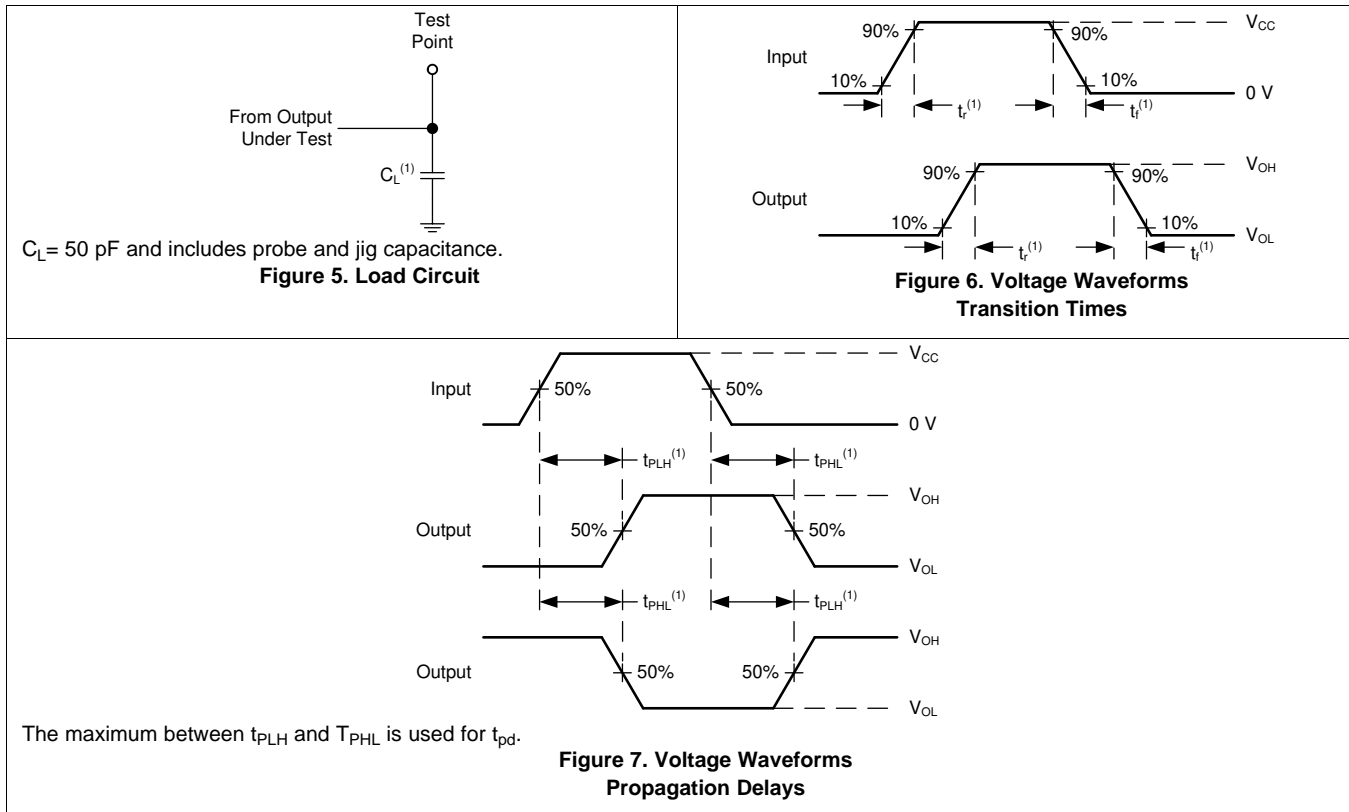 Test
Point
From Output
Under Test
C_L^(1)
C_L= 50 pF and includes probe and jig capacitance.
Figure 5. Load Circuit
V_CC
90%
90%
Input
10%
10%
0 V
t_r^(1)
t_f^(1)
V_OH
90%
90%
Output
10%
10%
V_OL
t_r^(1)
t_f^(1)
Figure 6. Voltage Waveforms
Transition Times
V_CC
Input
50%
50%
0 V
t_PLH^(1)
t_PHL^(1)
V_OH
Output
50%
50%
V_OL
t_PHL^(1)
t_PLH^(1)
V_OH
Output
50%
50%
V_OL
The maximum between t_PLH and T_PHL is used for t_pd.
Figure 7. Voltage Waveforms
Propagation Delays